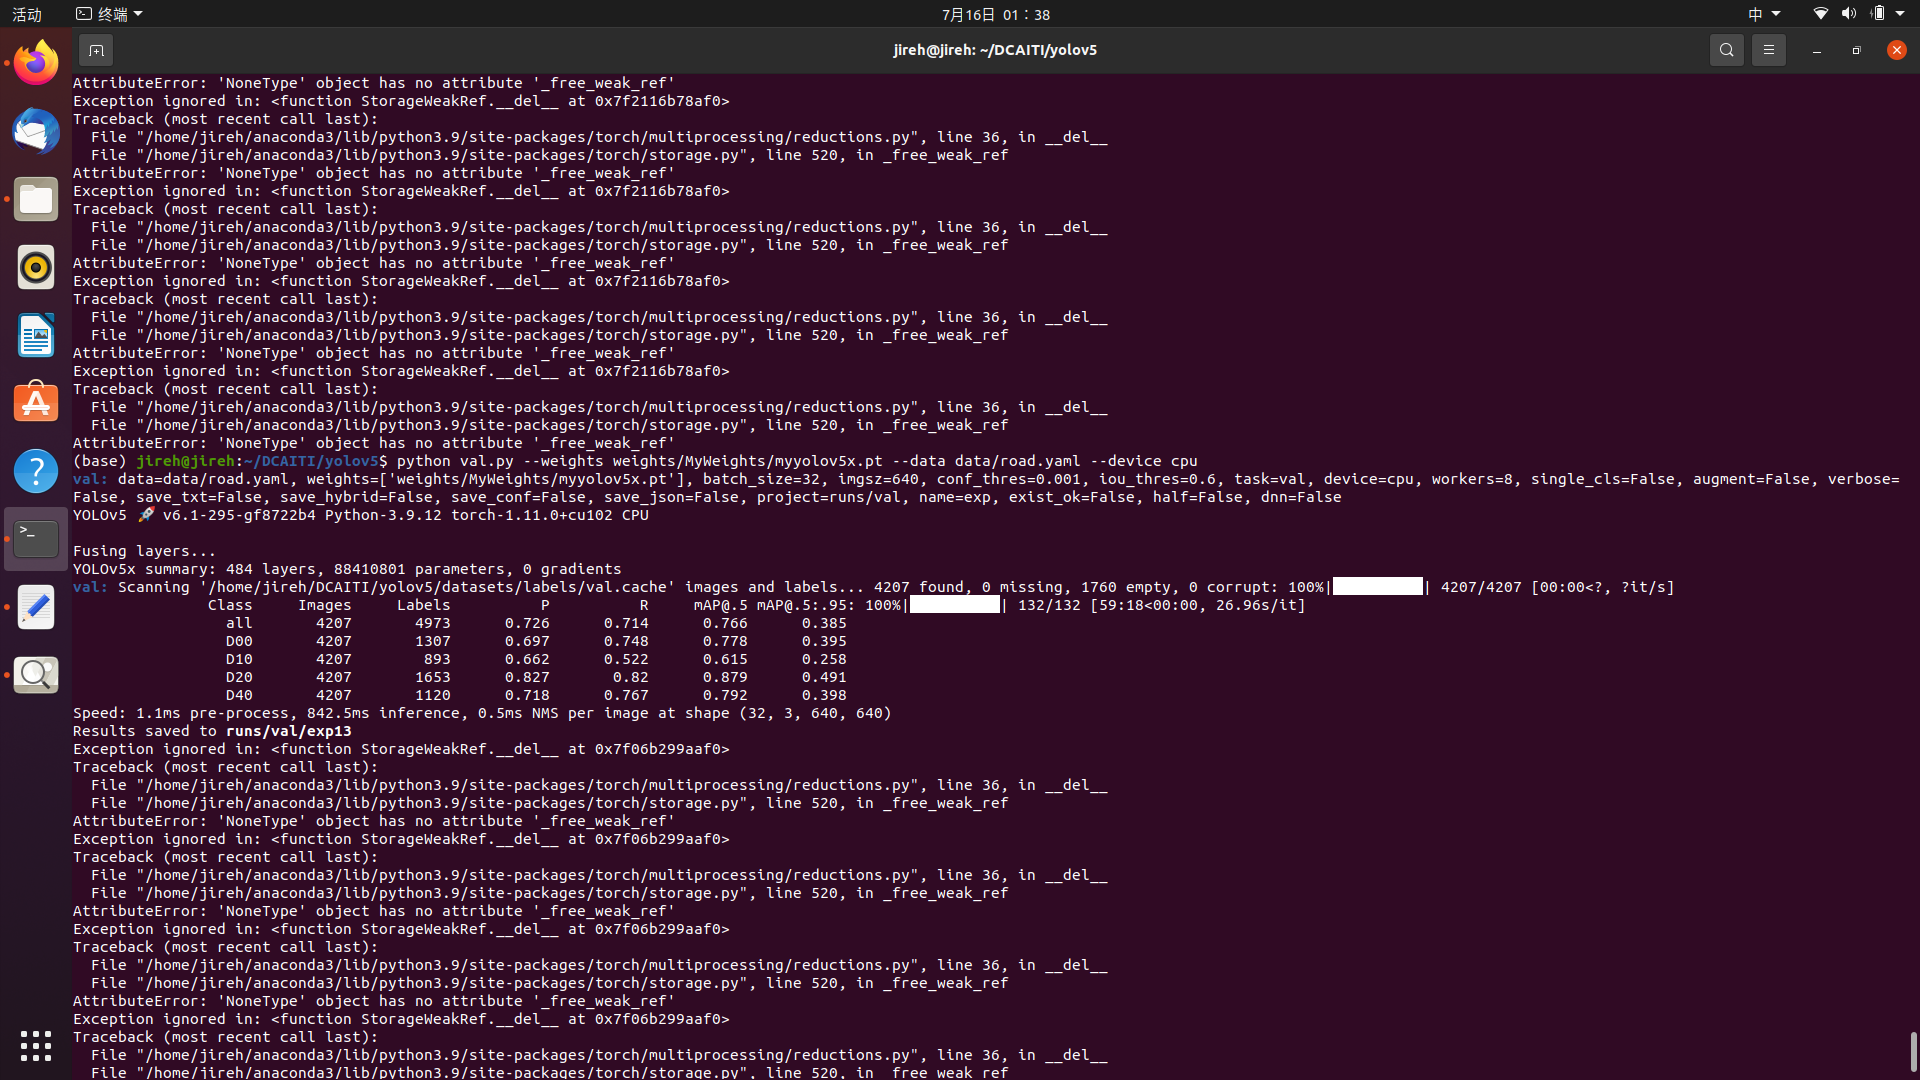 活动 终端 7月16日 01：38 中
jireh@jireh: ~/DCAITI/yolov5
AttributeError: 'NoneType' object has no attribute '_free_weak_ref'
Exception ignored in: <function StorageWeakRef.__del__ at 0x7f2116b78af0>
Traceback (most recent call last):
  File "/home/jireh/anaconda3/lib/python3.9/site-packages/torch/multiprocessing/reductions.py", line 36, in __del__
  File "/home/jireh/anaconda3/lib/python3.9/site-packages/torch/storage.py", line 520, in _free_weak_ref
AttributeError: 'NoneType' object has no attribute '_free_weak_ref'
Exception ignored in: <function StorageWeakRef.__del__ at 0x7f2116b78af0>
Traceback (most recent call last):
  File "/home/jireh/anaconda3/lib/python3.9/site-packages/torch/multiprocessing/reductions.py", line 36, in __del__
  File "/home/jireh/anaconda3/lib/python3.9/site-packages/torch/storage.py", line 520, in _free_weak_ref
AttributeError: 'NoneType' object has no attribute '_free_weak_ref'
Exception ignored in: <function StorageWeakRef.__del__ at 0x7f2116b78af0>
Traceback (most recent call last):
  File "/home/jireh/anaconda3/lib/python3.9/site-packages/torch/multiprocessing/reductions.py", line 36, in __del__
  File "/home/jireh/anaconda3/lib/python3.9/site-packages/torch/storage.py", line 520, in _free_weak_ref
AttributeError: 'NoneType' object has no attribute '_free_weak_ref'
Exception ignored in: <function StorageWeakRef.__del__ at 0x7f2116b78af0>
Traceback (most recent call last):
  File "/home/jireh/anaconda3/lib/python3.9/site-packages/torch/multiprocessing/reductions.py", line 36, in __del__
  File "/home/jireh/anaconda3/lib/python3.9/site-packages/torch/storage.py", line 520, in _free_weak_ref
AttributeError: 'NoneType' object has no attribute '_free_weak_ref'
(base) jireh@jireh:~/DCAITI/yolov5$ python val.py --weights weights/MyWeights/myyolov5x.pt --data data/road.yaml --device cpu
val: data=data/road.yaml, weights=['weights/MyWeights/myyolov5x.pt'], batch_size=32, imgsz=640, conf_thres=0.001, iou_thres=0.6, task=val, device=cpu, workers=8, single_cls=False, augment=False, verbose=
False, save_txt=False, save_hybrid=False, save_conf=False, save_json=False, project=runs/val, name=exp, exist_ok=False, half=False, dnn=False
YOLOv5 🚀 v6.1-295-gf8722b4 Python-3.9.12 torch-1.11.0+cu102 CPU
Fusing layers...
YOLOv5x summary: 484 layers, 88410801 parameters, 0 gradients
val: Scanning '/home/jireh/DCAITI/yolov5/datasets/labels/val.cache' images and labels... 4207 found, 0 missing, 1760 empty, 0 corrupt: 100%|██████████| 4207/4207 [00:00<?, ?it/s]
Class Images Labels P R mAP@.5 mAP@.5:.95: 100%|██████████| 132/132 [59:18<00:00, 26.96s/it]
all 4207 4973 0.726 0.714 0.766 0.385
D00 4207 1307 0.697 0.748 0.778 0.395
D10 4207 893 0.662 0.522 0.615 0.258
D20 4207 1653 0.827 0.82 0.879 0.491
D40 4207 1120 0.718 0.767 0.792 0.398
Speed: 1.1ms pre-process, 842.5ms inference, 0.5ms NMS per image at shape (32, 3, 640, 640)
Results saved to runs/val/exp13
Exception ignored in: <function StorageWeakRef.__del__ at 0x7f06b299aaf0>
Traceback (most recent call last):
  File "/home/jireh/anaconda3/lib/python3.9/site-packages/torch/multiprocessing/reductions.py", line 36, in __del__
  File "/home/jireh/anaconda3/lib/python3.9/site-packages/torch/storage.py", line 520, in _free_weak_ref
AttributeError: 'NoneType' object has no attribute '_free_weak_ref'
Exception ignored in: <function StorageWeakRef.__del__ at 0x7f06b299aaf0>
Traceback (most recent call last):
  File "/home/jireh/anaconda3/lib/python3.9/site-packages/torch/multiprocessing/reductions.py", line 36, in __del__
  File "/home/jireh/anaconda3/lib/python3.9/site-packages/torch/storage.py", line 520, in _free_weak_ref
AttributeError: 'NoneType' object has no attribute '_free_weak_ref'
Exception ignored in: <function StorageWeakRef.__del__ at 0x7f06b299aaf0>
Traceback (most recent call last):
  File "/home/jireh/anaconda3/lib/python3.9/site-packages/torch/multiprocessing/reductions.py", line 36, in __del__
  File "/home/jireh/anaconda3/lib/python3.9/site-packages/torch/storage.py", line 520, in _free_weak_ref
AttributeError: 'NoneType' object has no attribute '_free_weak_ref'
Exception ignored in: <function StorageWeakRef.__del__ at 0x7f06b299aaf0>
Traceback (most recent call last):
  File "/home/jireh/anaconda3/lib/python3.9/site-packages/torch/multiprocessing/reductions.py", line 36, in __del__
  File "/home/jireh/anaconda3/lib/python3.9/site-packages/torch/storage.py", line 520, in _free_weak_ref